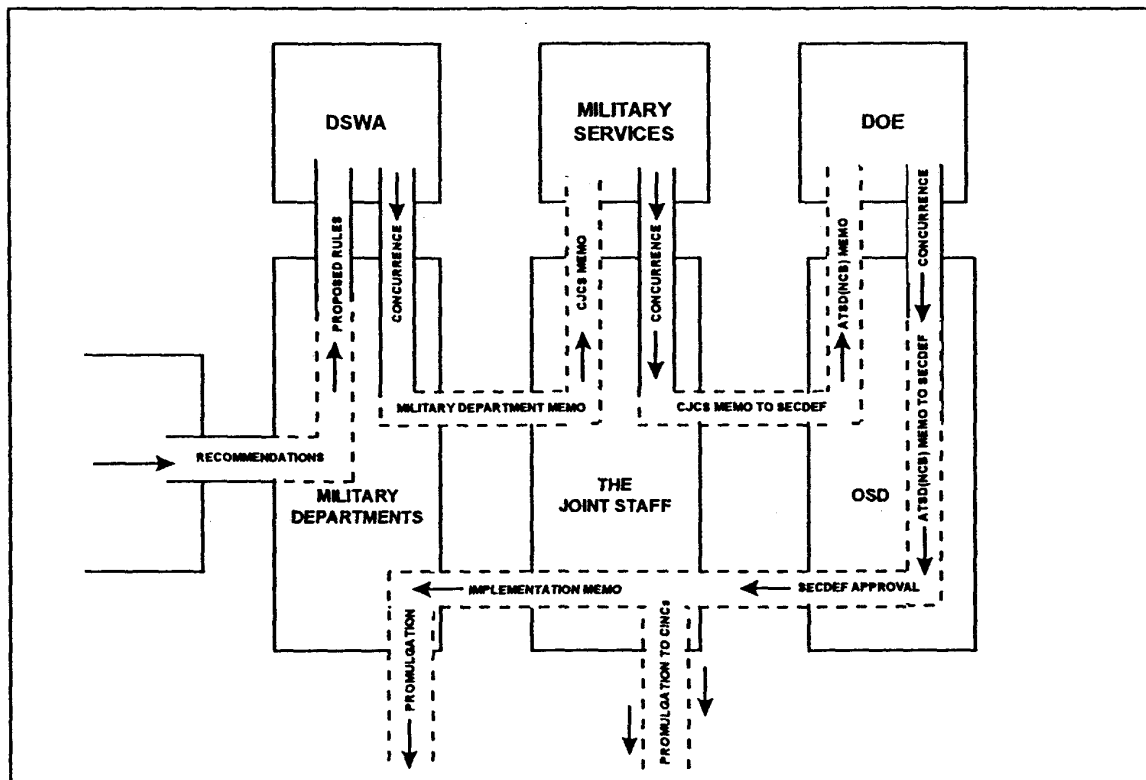 DSWA
MILITARY
SERVICES
DOE
PROPOSED RULES
CONCURRENCE
CJCS MEMO
CONCURRENCE
ATSD(NCB) MEMO
CONCURRENCE
MILITARY DEPARTMENT MEMO
CJCS MEMO TO SECDEF
ATSD(NCB) MEMO TO SECDEF
RECOMMENDATIONS
MILITARY
DEPARTMENTS
THE
JOINT STAFF
OSD
IMPLEMENTATION MEMO
SECDEF APPROVAL
PROMULGATION
PROMULGATION TO CINCs